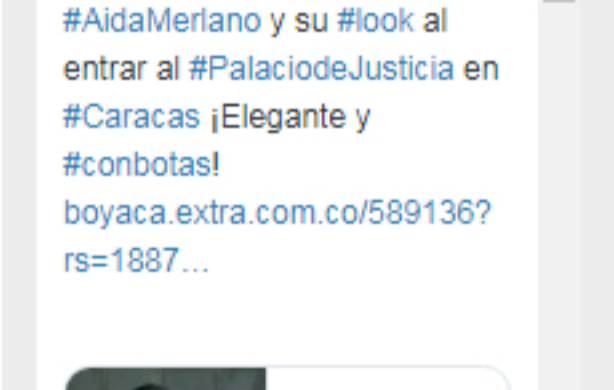 #AidaMerlano y su #look al
entrar al #PalaciodeJusticia en
#Caracas ¡Elegante y
#conbotas!
boyaca.extra.com.co/589136?
rs=1887...